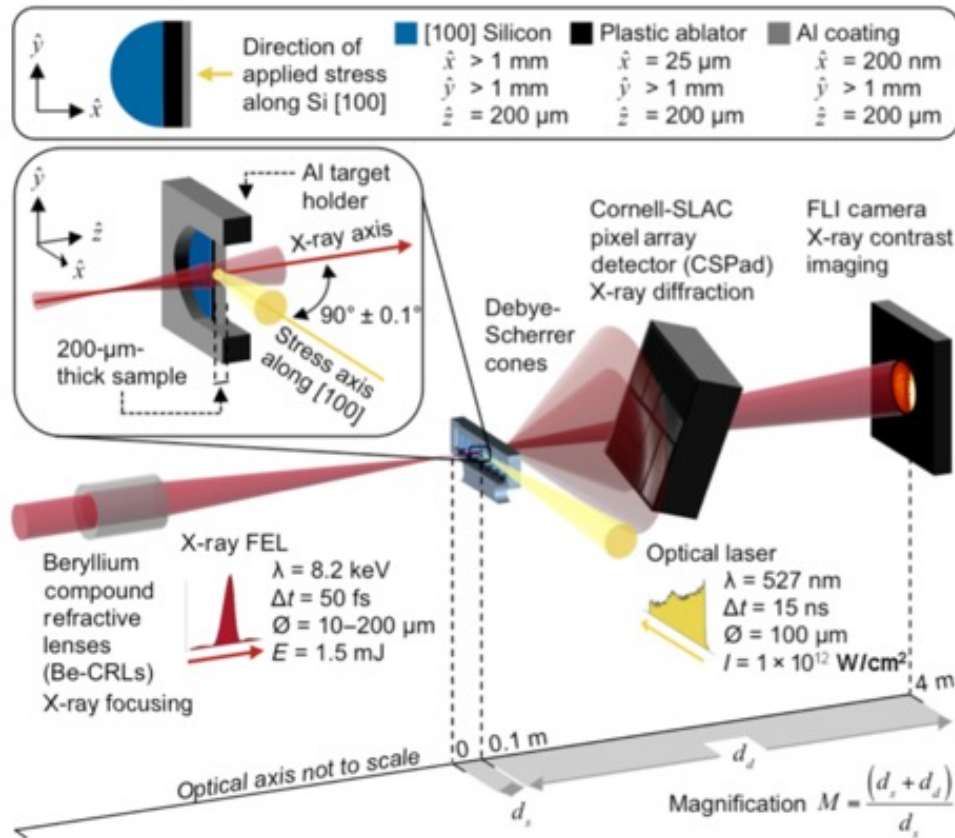 ŷ
x̂
Direction of
applied stress
along Si [100]
[100] Silicon
x̂ > 1 mm
ŷ > 1 mm
ẑ = 200 µm
Plastic ablator
x̂ = 25 µm
ŷ > 1 mm
ẑ = 200 µm
Al coating
x̂ = 200 nm
ŷ > 1 mm
ẑ = 200 µm
ŷ
ẑ
x̂
Al target
holder
X-ray axis
90° ± 0.1°
Stress axis
along [100]
200-µm-
thick sample
Debye-
Scherrer
cones
Cornell-SLAC
pixel array
detector (CSPad)
X-ray diffraction
FLI camera
X-ray contrast
imaging
Beryllium
compound
refractive
lenses
(Be-CRLs)
X-ray focusing
X-ray FEL
λ = 8.2 keV
Δt = 50 fs
Ø = 10–200 µm
E = 1.5 mJ
Optical laser
λ = 527 nm
Δt = 15 ns
Ø = 100 µm
I = 1 × 10¹² W/cm²
0
0.1 m
4 m
Optical axis not to scale
d_s
d_d
Magnification M = (d_s + d_d) / d_s